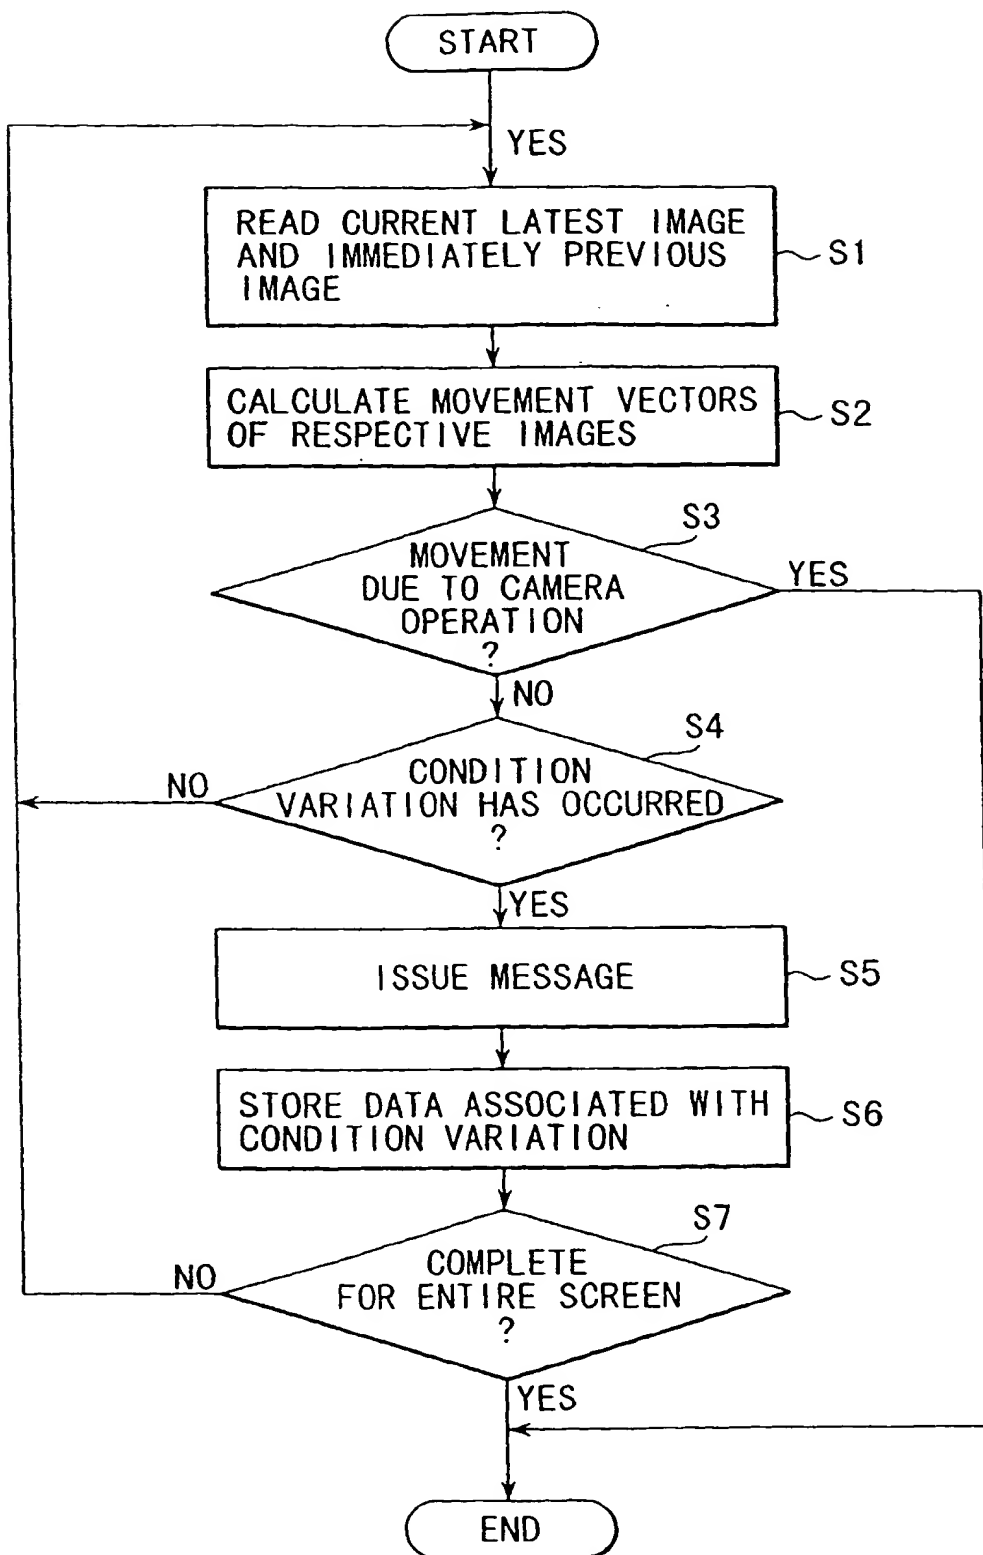 START
YES
READ CURRENT LATEST IMAGE
AND IMMEDIATELY PREVIOUS
IMAGE
S1
CALCULATE MOVEMENT VECTORS
OF RESPECTIVE IMAGES
S2
S3
MOVEMENT
DUE TO CAMERA
OPERATION
?
YES
NO
S4
CONDITION
VARIATION HAS OCCURRED
?
NO
YES
ISSUE MESSAGE
S5
STORE DATA ASSOCIATED WITH
CONDITION VARIATION
S6
S7
COMPLETE
FOR ENTIRE SCREEN
?
NO
YES
END